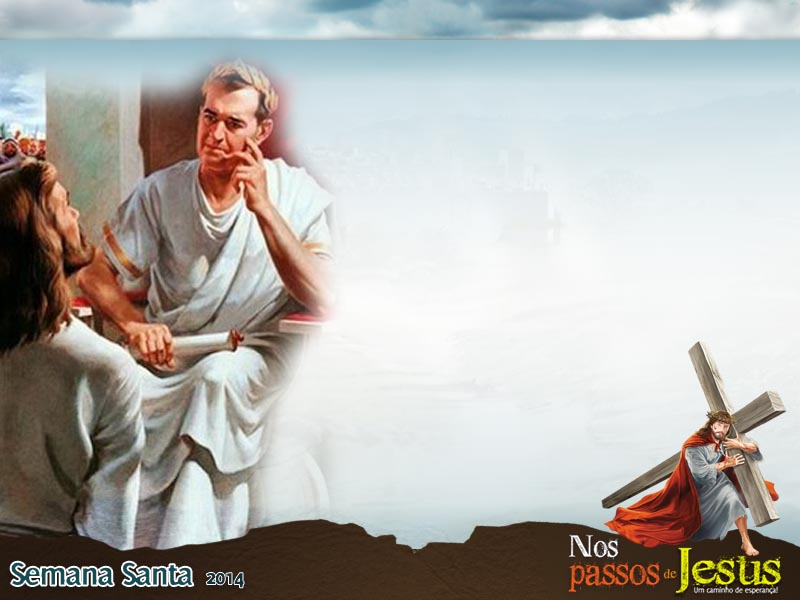 Semana Santa 2014
Nos
passos de Jesus
Um caminho de esperança!